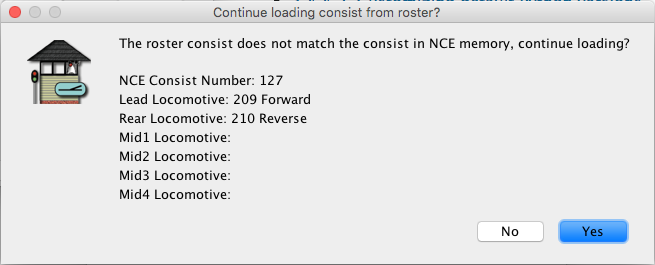 Continue loading consist from roster?
The roster consist does not match the consist in NCE memory, continue loading?
NCE Consist Number: 127
Lead Locomotive: 209 Forward
Rear Locomotive: 210 Reverse
Mid1 Locomotive:
Mid2 Locomotive:
Mid3 Locomotive:
Mid4 Locomotive:
No
Yes